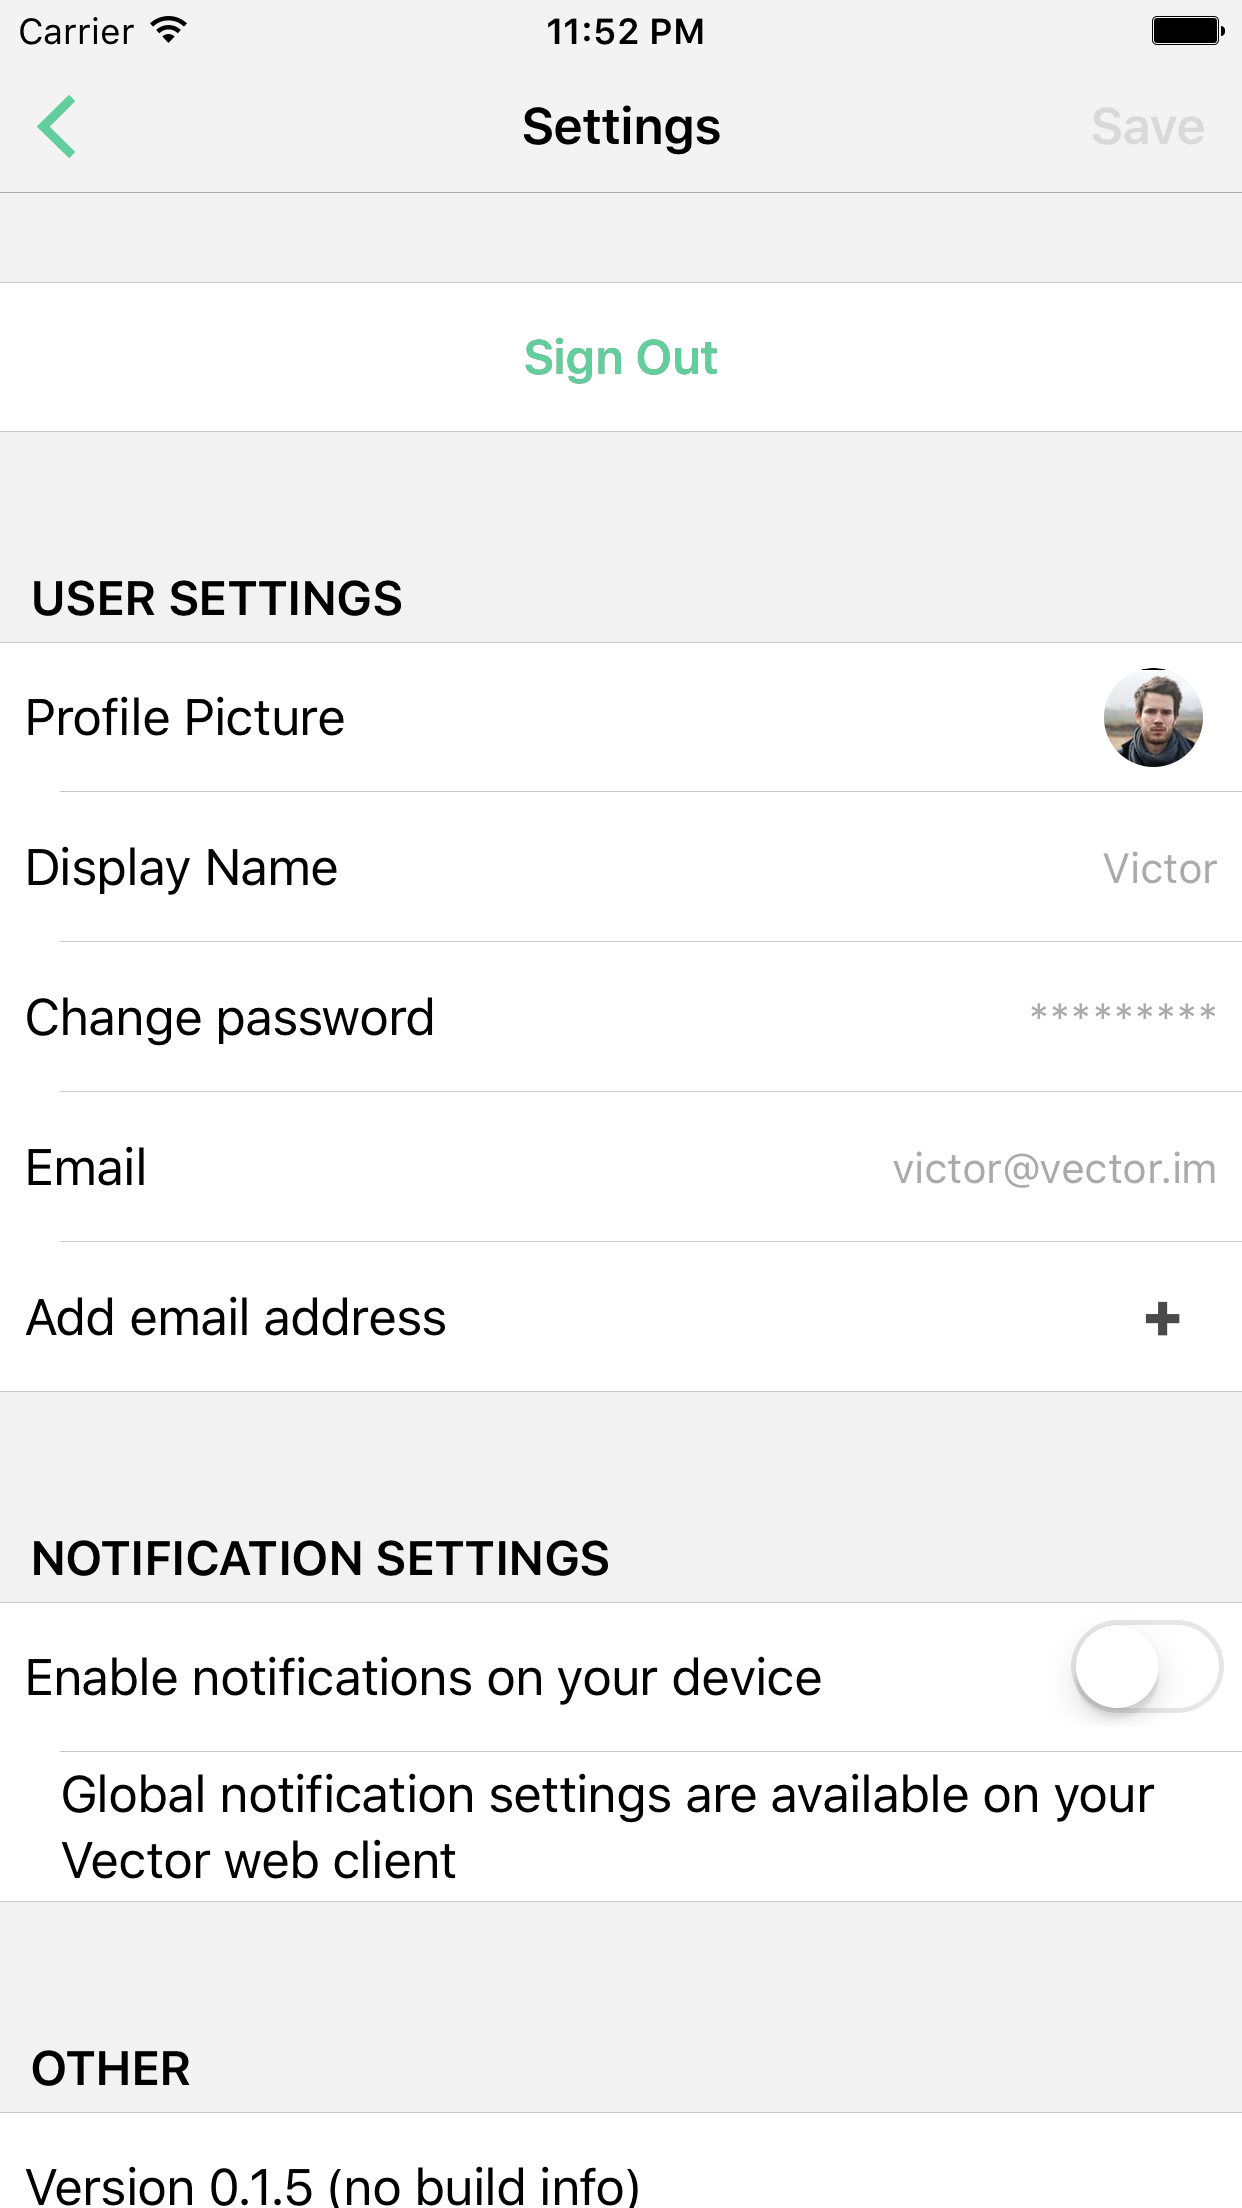 Carrier 11:52 PM
Settings Save
Sign Out
USER SETTINGS
Profile Picture
Display Name Victor
Change password *********
Email victor@vector.im
Add email address +
NOTIFICATION SETTINGS
Enable notifications on your device
Global notification settings are available on your
Vector web client
OTHER
Version 0.1.5 (no build info)